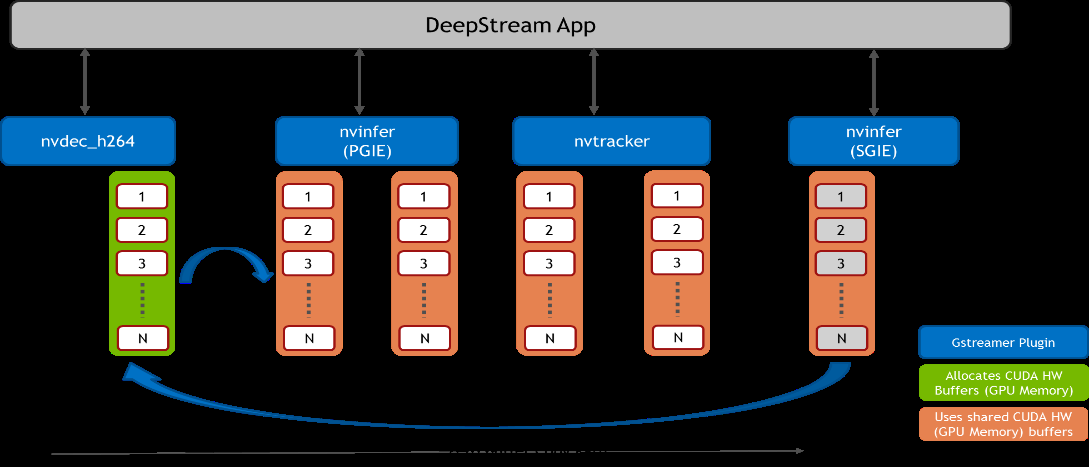 DeepStream App
nvdec_h264
nvinfer
(PGIE)
nvtracker
nvinfer
(SGIE)
1
2
3
N
1
2
3
N
1
2
3
N
1
2
3
N
1
2
3
N
1
2
3
N
Gstreamer Plugin
Allocates CUDA HW
Buffers (GPU Memory)
Uses shared CUDA HW
(GPU Memory) buffers